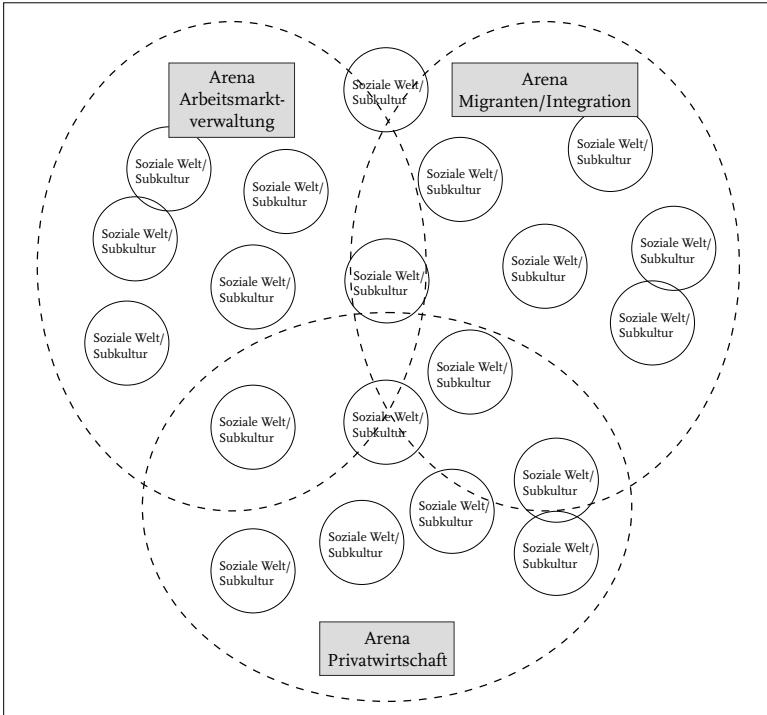 Arena
Arbeitsmarkt-
verwaltung
Soziale Welt/
Subkultur
Arena
Migranten/Integration
Soziale Welt/
Subkultur
Soziale Welt/
Subkultur
Soziale Welt/
Subkultur
Soziale Welt/
Subkultur
Soziale Welt/
Subkultur
Soziale Welt/
Subkultur
Soziale Welt/
Subkultur
Soziale Welt/
Subkultur
Soziale Welt/
Subkultur
Soziale Welt/
Subkultur
Soziale Welt/
Subkultur
Soziale Welt/
Subkultur
Soziale Welt/
Subkultur
Soziale Welt/
Subkultur
Soziale Welt/
Subkultur
Soziale Welt/
Subkultur
Soziale Welt/
Subkultur
Soziale Welt/
Subkultur
Soziale Welt/
Subkultur
Soziale Welt/
Subkultur
Arena
Privatwirtschaft